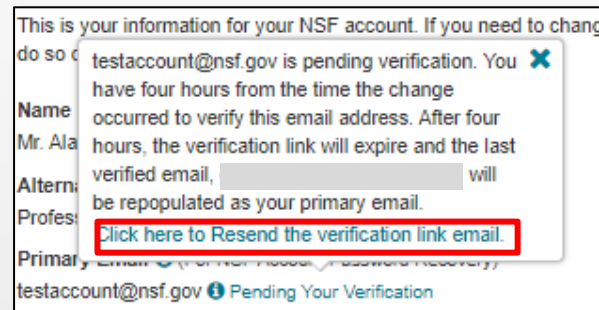 This is your information for your NSF account. If you need to chang
do so
testaccount@nsf.gov is pending verification. You
have four hours from the time the change
occurred to verify this email address. After four
hours, the verification link will expire and the last
verified email, will
be repopulated as your primary email.
Click here to Resend the verification link email.
Name
Mr. Ala
Alterna
Profes
Primary Email (For NSF Account Password Recovery)
testaccount@nsf.gov Pending Your Verification